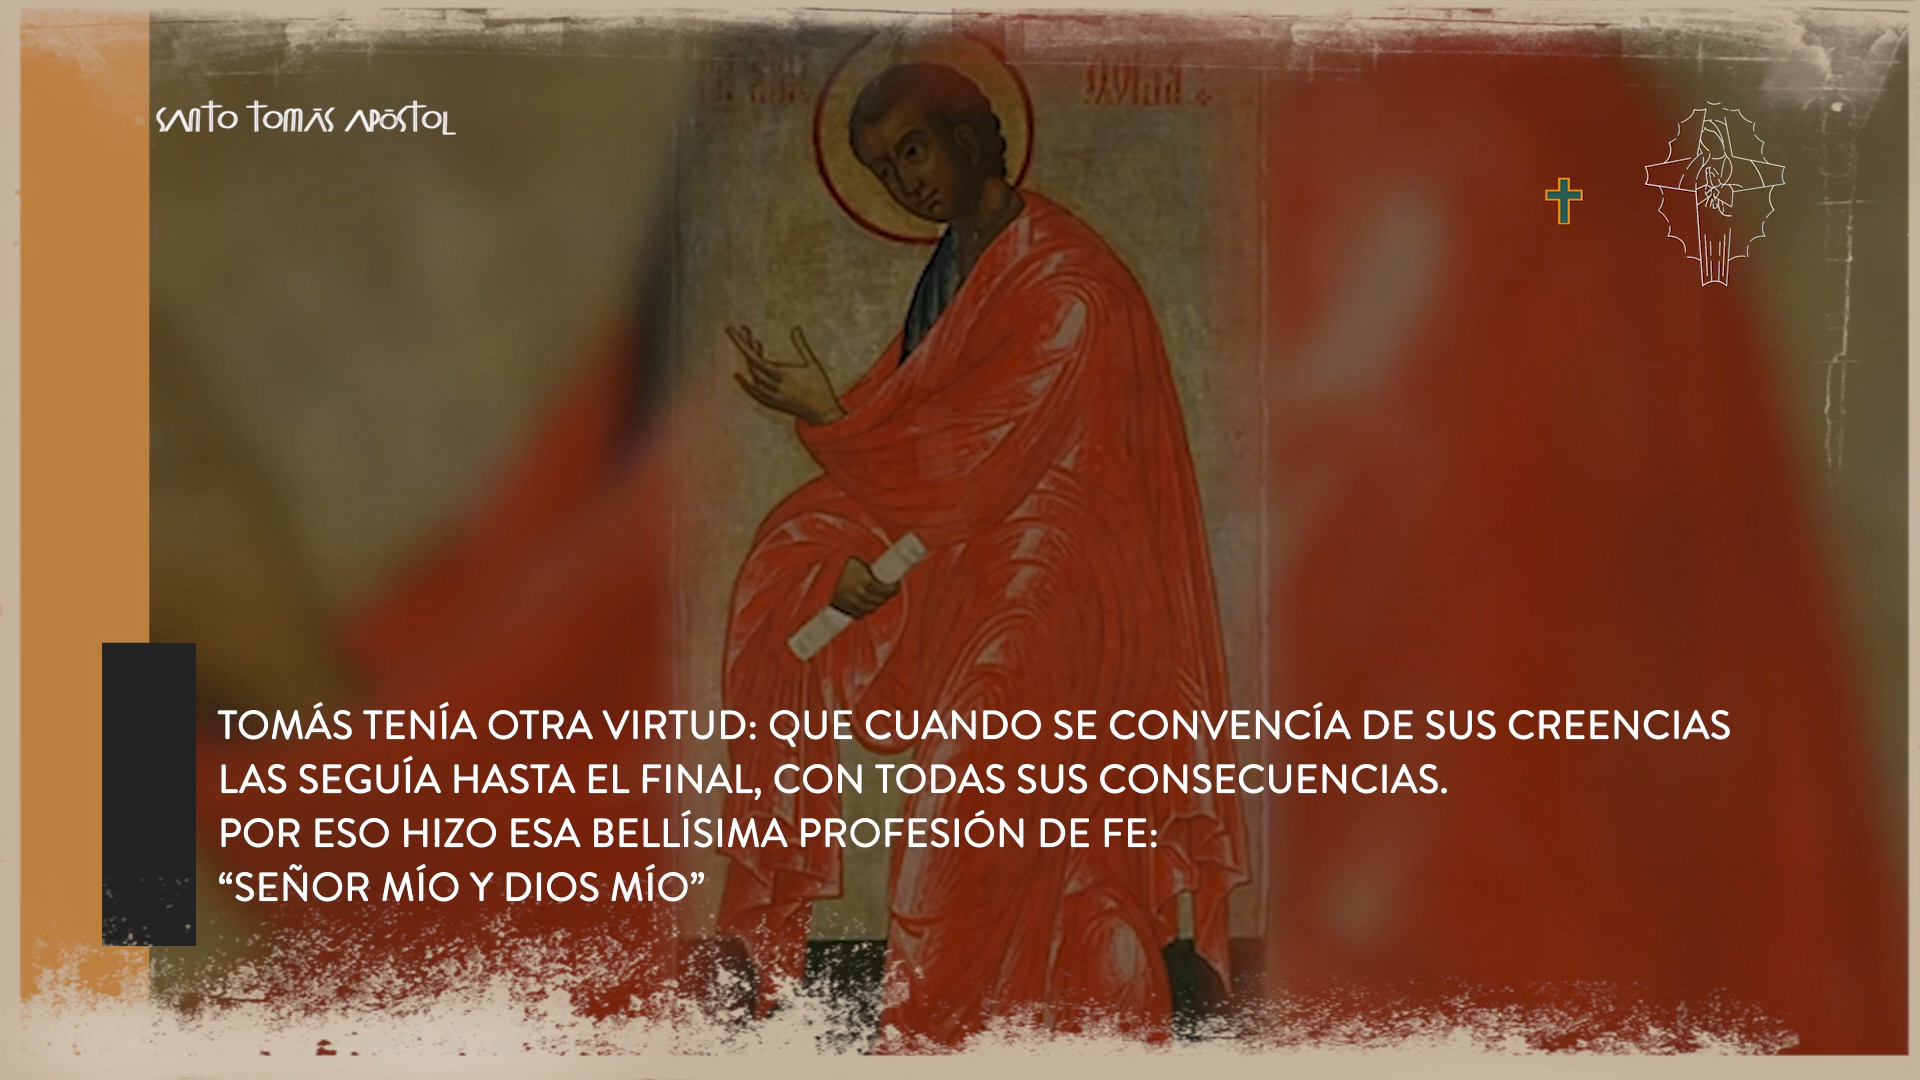 SANTO TOMÁS APÓSTOL
TOMÁS TENÍA OTRA VIRTUD: QUE CUANDO SE CONVENCÍA DE SUS CREENCIAS
LAS SEGUÍA HASTA EL FINAL, CON TODAS SUS CONSECUENCIAS.
POR ESO HIZO ESA BELLÍSIMA PROFESIÓN DE FE:
“SEÑOR MÍO Y DIOS MÍO”